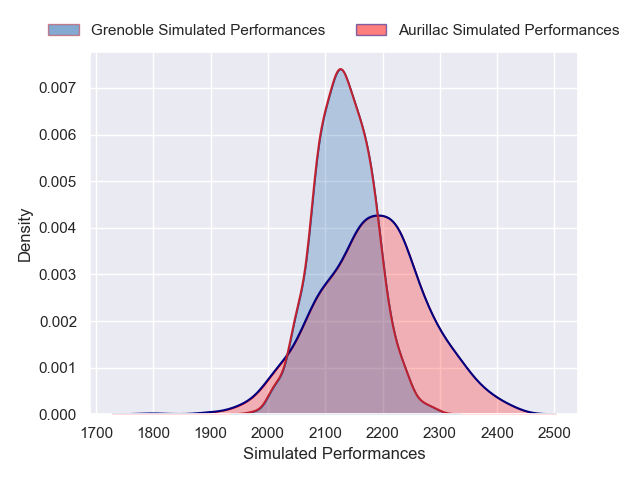 Grenoble Simulated Performances
Aurillac Simulated Performances
0.007
0.006
0.005
0.004
0.003
0.002
0.001
0.000
Density
1700 1800 1900 2000 2100 2200 2300 2400 2500
Simulated Performances